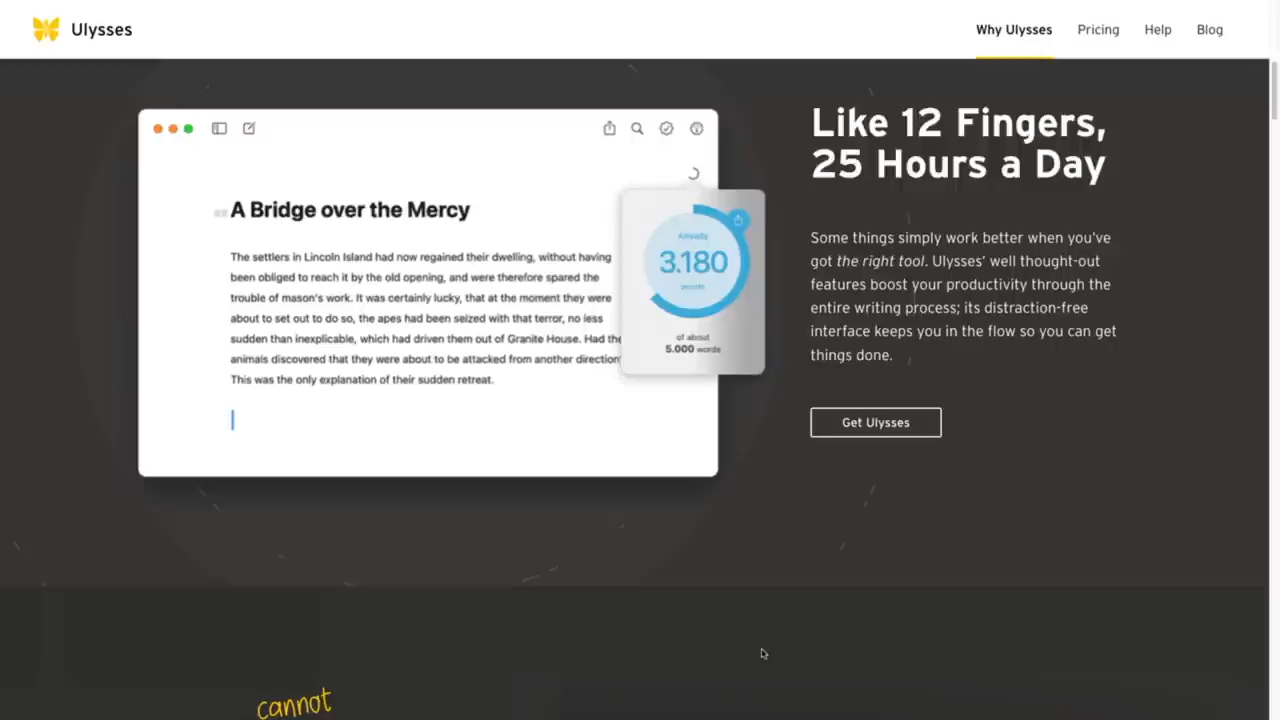 Ulysses
Why Ulysses
Pricing
Help
Blog
A Bridge over the Mercy
The settlers in Lincoln Island had now regained their dwelling, without having
been obliged to reach it by the old opening, and were therefore spared the
trouble of mason's work. It was certainly lucky, that at the moment they were
about to set out to do so, the apes had been seized with that terror, no less
sudden than inexplicable, which had driven them out of Granite House. Had the
animals discovered that they were about to be attacked from another direction
This was the only explanation of their sudden retreat.
Already
3.180
of about
5.000 words
Like 12 Fingers,
25 Hours a Day
Some things simply work better when you've
got the right tool. Ulysses' well thought-out
features boost your productivity through the
entire writing process; its distraction-free
interface keeps you in the flow so you can get
things done.
Get Ulysses
cannot